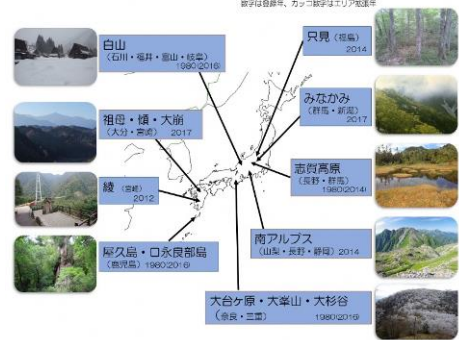 数字は登録年、カッコ数字はエリア拡張年
白山
(石川・福井・富山・岐阜)
1980(2016)
只見(福島)
2014
みなかみ
(群馬・新潟)
2017
祖母・傾・大崩
(大分・宮崎) 2017
志賀高原
(長野・群馬)
1980(2014)
綾(宮崎)
2012
南アルプス
(山梨・長野・静岡)2014
屋久島・口永良部島
(鹿児島) 1980(2016)
大台ヶ原・大峯山・大杉谷
(奈良・三重) 1980(2016)